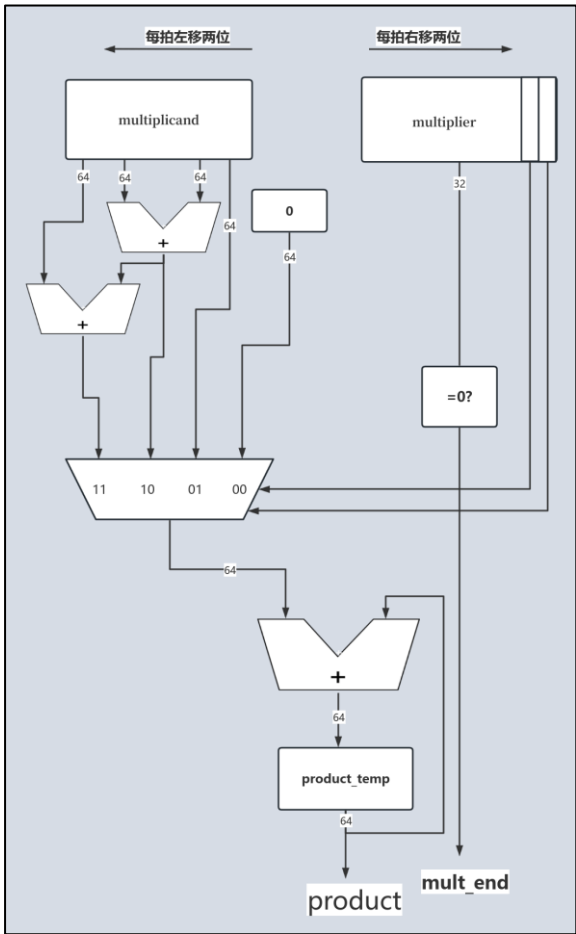 每拍左移两位
每拍右移两位
multiplicand
multiplier
64
64
64
64
32
0
+
64
+
=0?
11 10 01 00
64
+
64
product_temp
64
mult_end
product